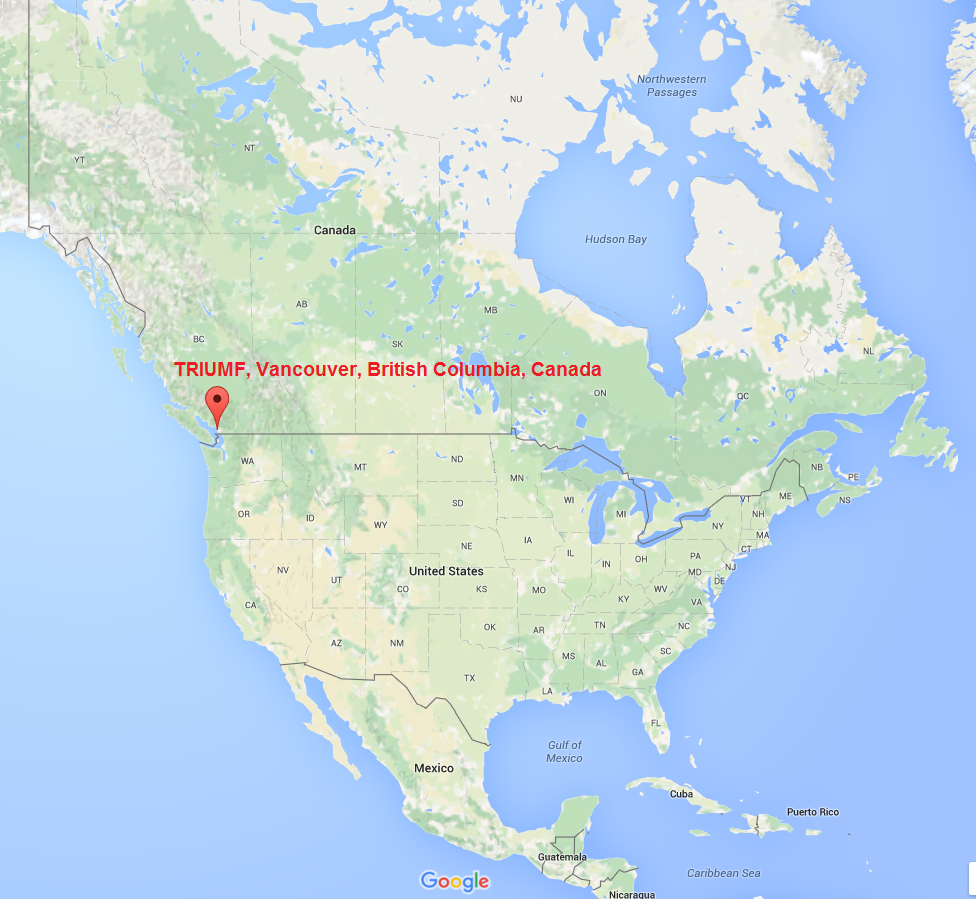 Northwestern
Passages
NU
NT
YT
Canada
Hudson Bay
AB
MB
BC
SK
NL
TRIUMF, Vancouver, British Columbia, Canada
ON
QC
WA
MT
ND
MN
NB
PE
NS
ME
VT
NH
OR
ID
WY
SD
WI
MI
NY
MA
CT
NE
IA
IL
IN
OH
PA
NJ
MD
DE
NV
UT
United States
CO
KS
MO
KY
WV
VA
CA
OK
AR
TN
NC
AZ
NM
MS
AL
SC
GA
TX
LA
FL
Gulf of
Mexico
Mexico
Cuba
Puerto Rico
Guatemala
Caribbean Sea
Google
Nicaragua